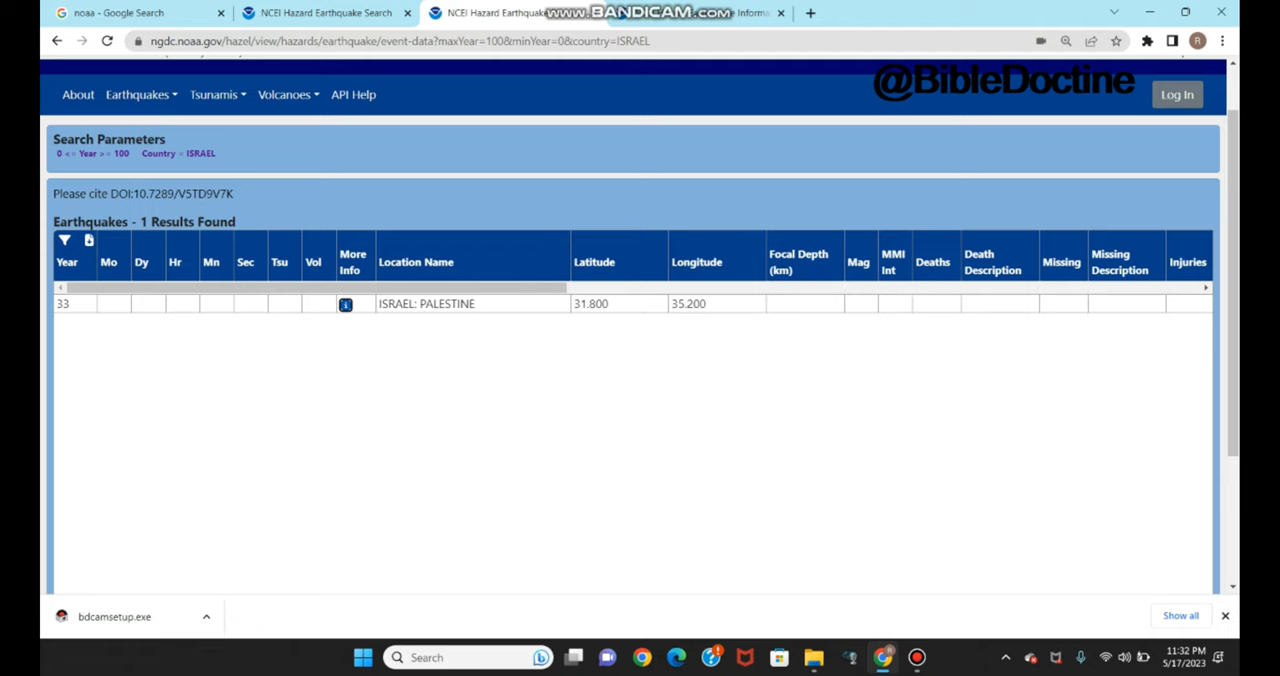 noaa - Google Search
NCEI Hazard Earthquake Search
NCEI Hazard Earthquake
www.BANDICAM.com
ngdc.noaa.gov/hazel/view/hazards/earthquake/event-data?maxYear=100&minYear=0&country=ISRAEL
R
@BibleDoctine
About Earthquakes Tsunamis Volcanoes API Help
Log In
Search Parameters
0 <= Year >= 100 Country = ISRAEL
Please cite DOI:10.7289/V5TD9V7K
Earthquakes - 1 Results Found
Year Mo Dy Hr Mn Sec Tsu Vol More Info Location Name Latitude Longitude Focal Depth (km) Mag MMI Int Deaths Death Description Missing Missing Description Injuries
33 ISRAEL: PALESTINE 31.800 35.200
bdcamsetup.exe
Show all
Search
11:32 PM
5/17/2023